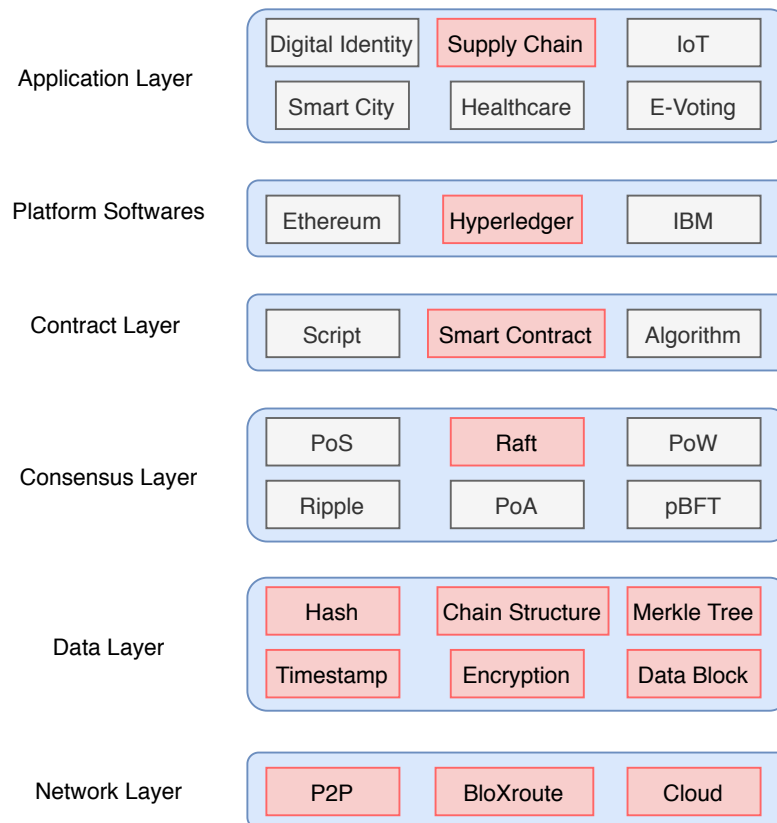 Application Layer
Digital Identity
Supply Chain
IoT
Smart City
Healthcare
E-Voting
Platform Softwares
Ethereum
Hyperledger
IBM
Contract Layer
Script
Smart Contract
Algorithm
Consensus Layer
PoS
Raft
PoW
Ripple
PoA
pBFT
Data Layer
Hash
Chain Structure
Merkle Tree
Timestamp
Encryption
Data Block
Network Layer
P2P
BloXroute
Cloud